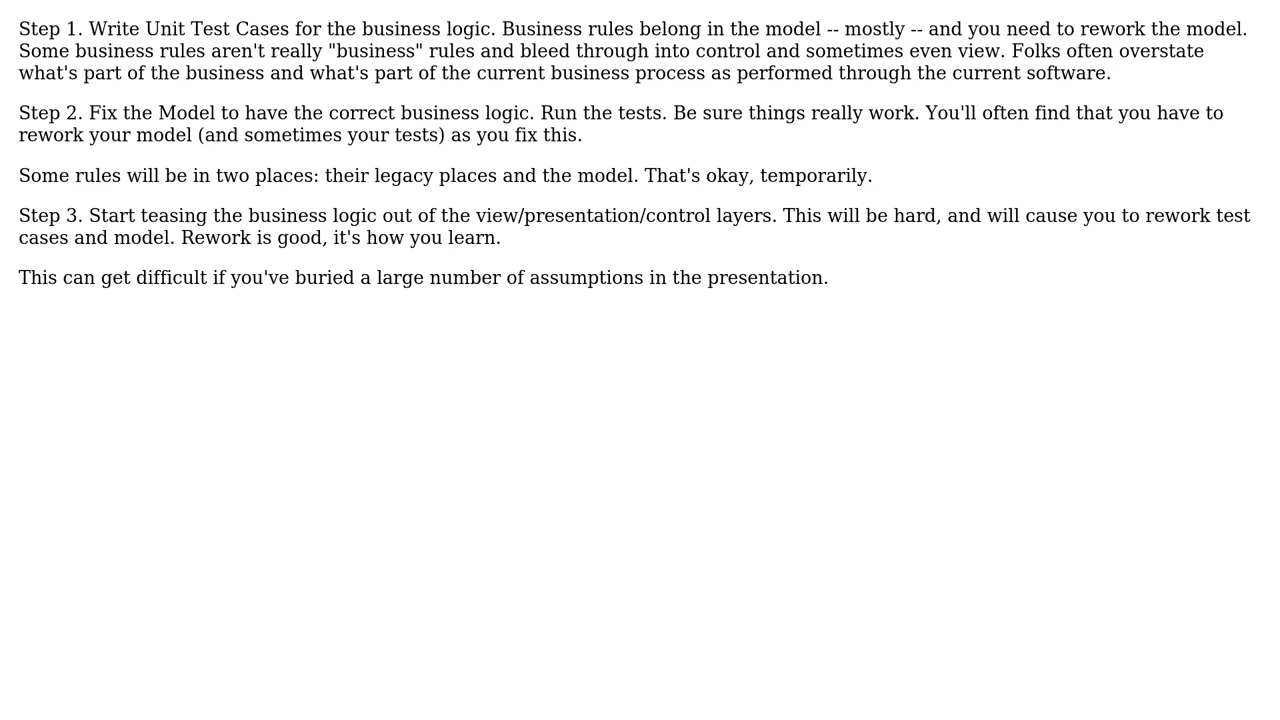 Step 1. Write Unit Test Cases for the business logic. Business rules belong in the model -- mostly -- and you need to rework the model.
Some business rules aren't really "business" rules and bleed through into control and sometimes even view. Folks often overstate
what's part of the business and what's part of the current business process as performed through the current software.
Step 2. Fix the Model to have the correct business logic. Run the tests. Be sure things really work. You'll often find that you have to
rework your model (and sometimes your tests) as you fix this.
Some rules will be in two places: their legacy places and the model. That's okay, temporarily.
Step 3. Start teasing the business logic out of the view/presentation/control layers. This will be hard, and will cause you to rework test
cases and model. Rework is good, it's how you learn.
This can get difficult if you've buried a large number of assumptions in the presentation.